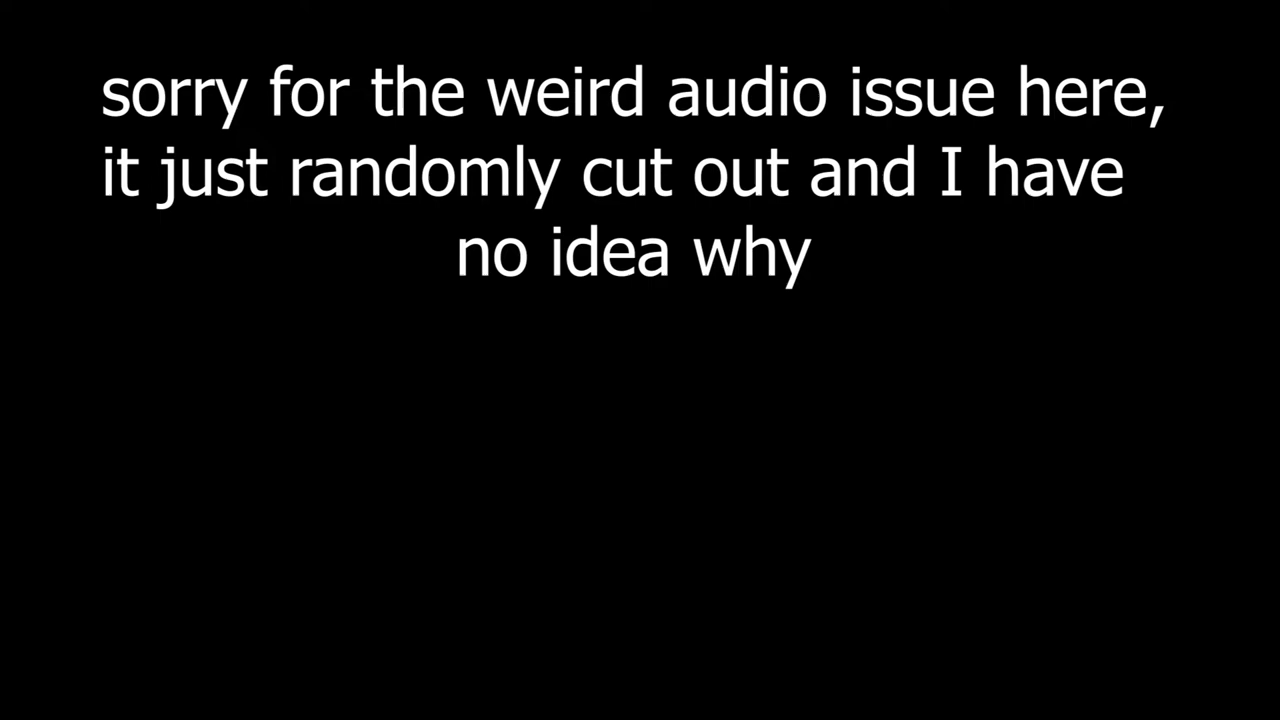 sorry for the weird audio issue here,
it just randomly cut out and I have
no idea why